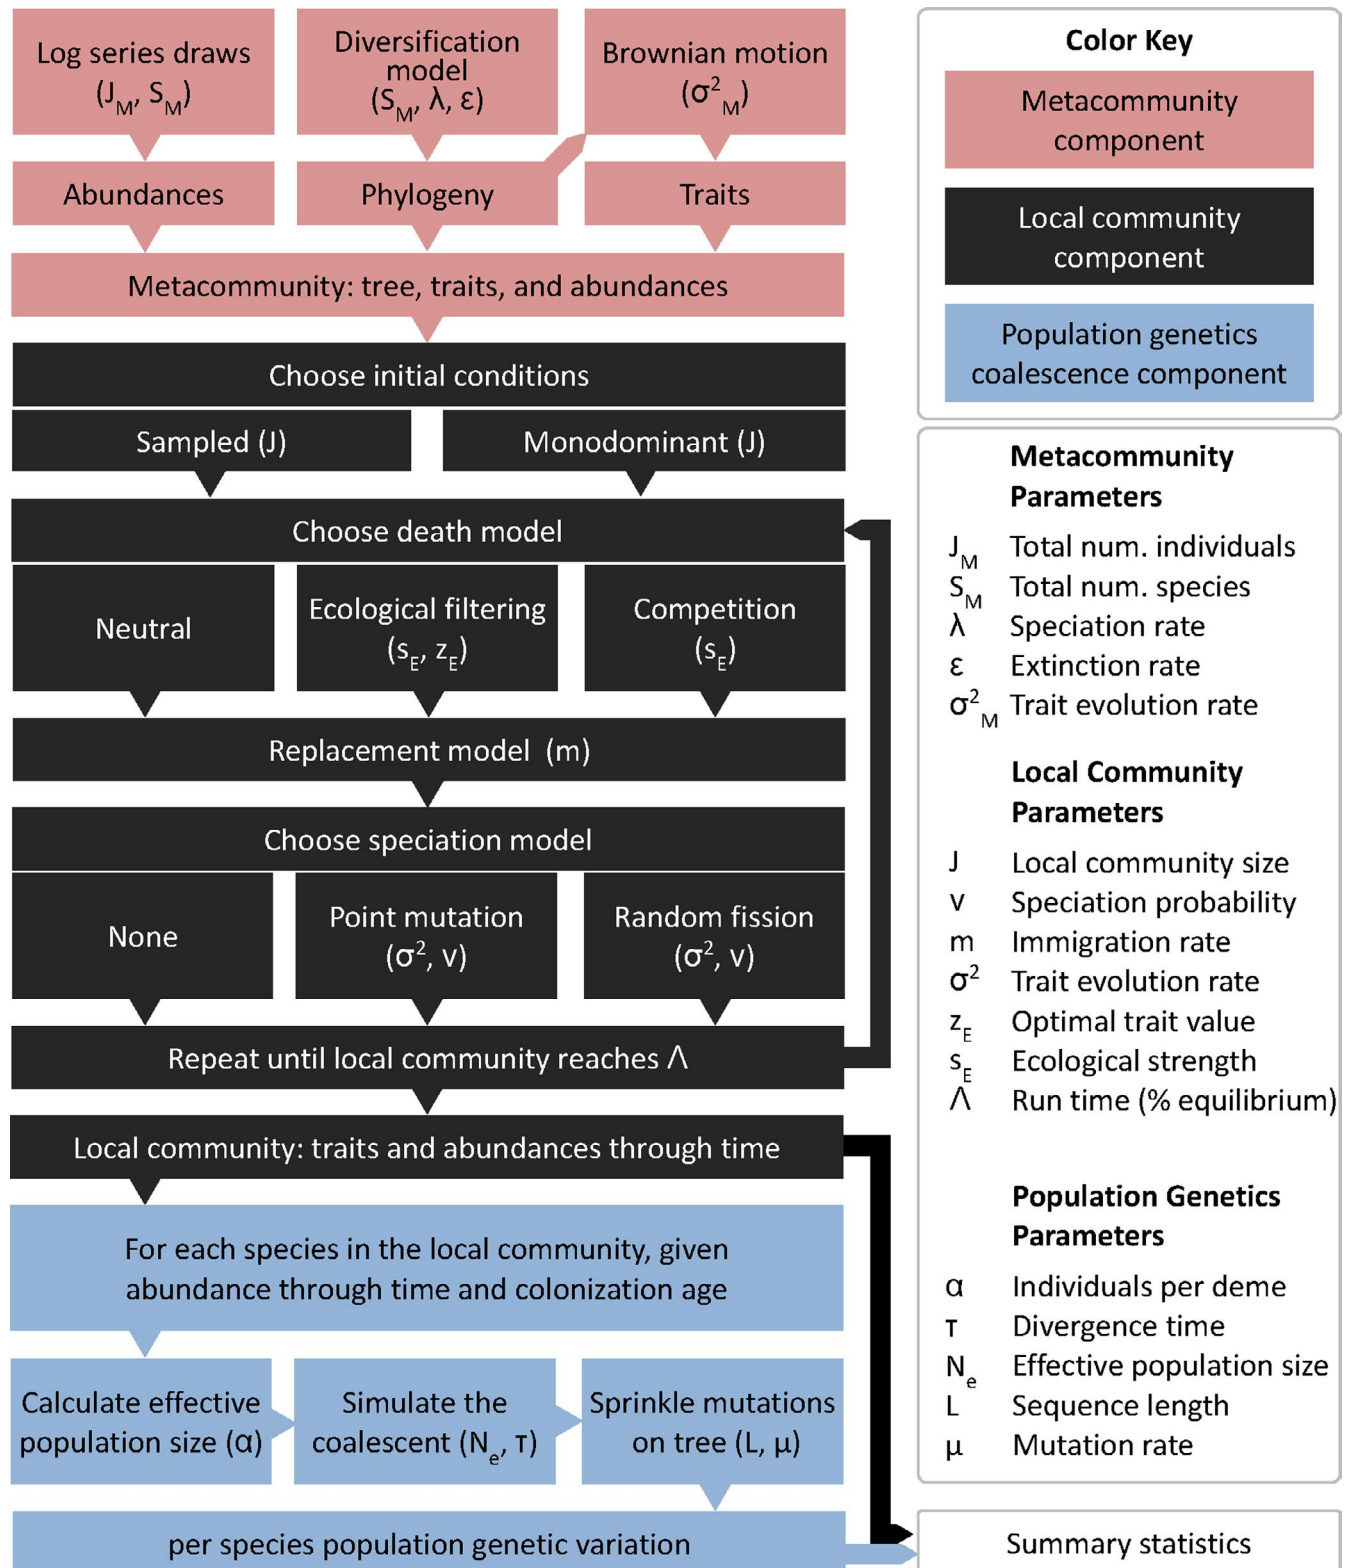 Log series draws
(J_M, S_M)
Diversification
model
(S_M, λ, ε)
Brownian motion
(σ²_M)
Abundances
Phylogeny
Traits
Metacommunity: tree, traits, and abundances
Choose initial conditions
Sampled (J)
Monodominant (J)
Choose death model
Neutral
Ecological filtering
(s_E, z_E)
Competition
(s_E)
Replacement model (m)
Choose speciation model
None
Point mutation
(σ², ν)
Random fission
(σ², ν)
Repeat until local community reaches Λ
Local community: traits and abundances through time
For each species in the local community, given
abundance through time and colonization age
Calculate effective
population size (α)
Simulate the
coalescent (N_e, τ)
Sprinkle mutations
on tree (L, μ)
per species population genetic variation
Color Key
Metacommunity
component
Local community
component
Population genetics
coalescence component
Metacommunity
Parameters
J_M Total num. individuals
S_M Total num. species
λ Speciation rate
ε Extinction rate
σ²_M Trait evolution rate
Local Community
Parameters
J Local community size
ν Speciation probability
m Immigration rate
σ² Trait evolution rate
z_E Optimal trait value
s_E Ecological strength
Λ Run time (% equilibrium)
Population Genetics
Parameters
α Individuals per deme
τ Divergence time
N_e Effective population size
L Sequence length
μ Mutation rate
Summary statistics